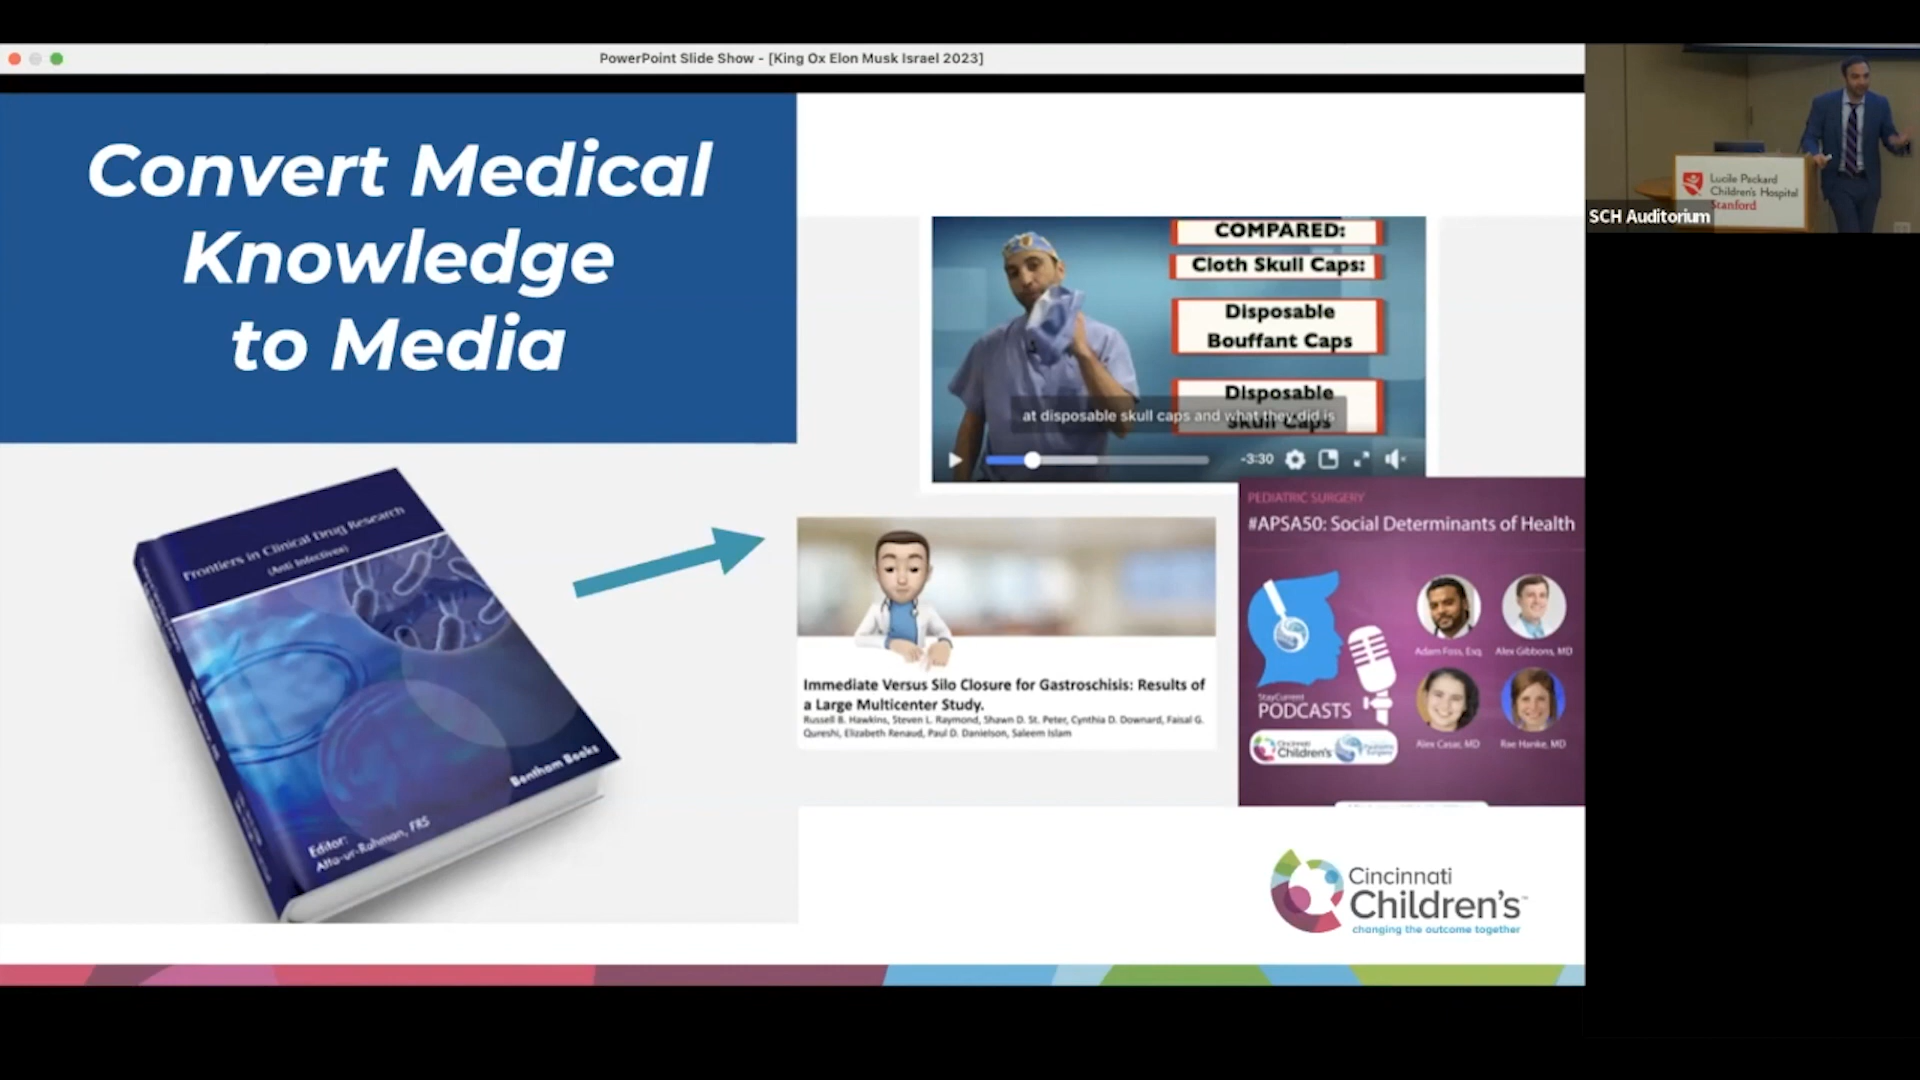 PowerPoint Slide Show - [King Ox Elon Musk Israel 2023]
Convert Medical
Knowledge
to Media
COMPARED:
Cloth Skull Caps:
Disposable
Bouffant Caps
Disposable
Skull Caps
at disposable skull caps and what they did is
-3:30
Frontiers in Clinical Drug Research
(Anti Infectives)
Bentham Books
Editor:
Atta-ur-Rahman, FRS
Immediate Versus Silo Closure for Gastroschisis: Results of
a Large Multicenter Study.
Russell B. Hawkins, Steven L. Raymond, Shawn D. St. Peter, Cynthia D. Downard, Faisal G.
Qureshi, Elizabeth Renaud, Paul D. Danielson, Saleem Islam
PEDIATRIC SURGERY
#APSA50: Social Determinants of Health
Adam Foss, Esq.
Alex Gibbons, MD
StayCurrent
PODCASTS
Alex Casar, MD
Rae Hanke, MD
Cincinnati
Children's
Cincinnati
Children's™
changing the outcome together
Lucile Packard
Children's Hospital
Stanford
SCH Auditorium